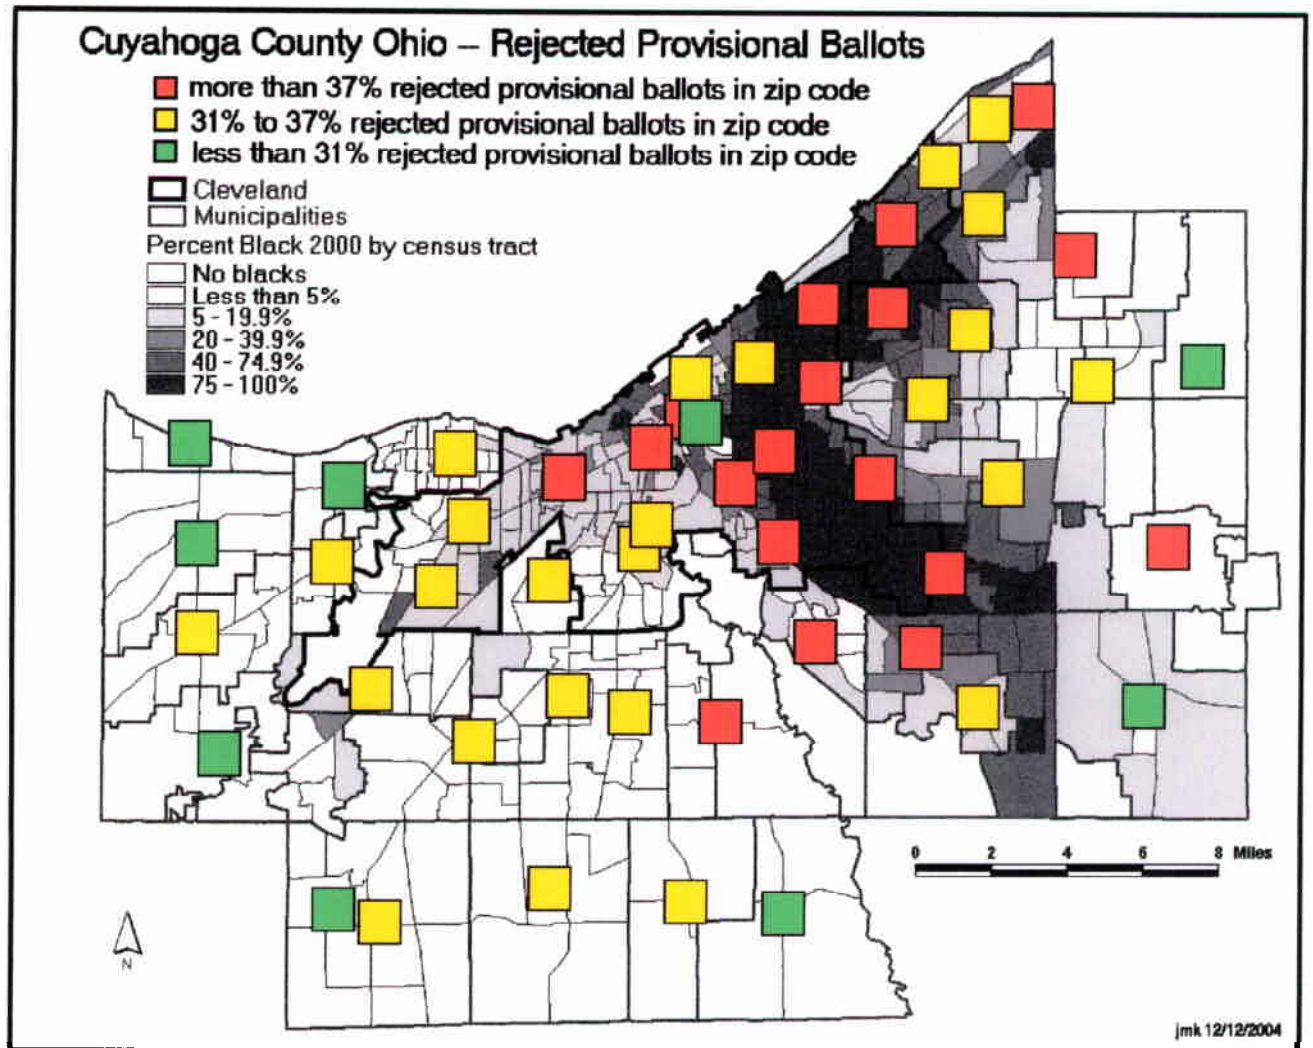 Cuyahoga County Ohio – Rejected Provisional Ballots
more than 37% rejected provisional ballots in zip code
31% to 37% rejected provisional ballots in zip code
less than 31% rejected provisional ballots in zip code
Cleveland
Municipalities
Percent Black 2000 by census tract
No blacks
Less than 5%
5 - 19.9%
20 - 39.9%
40 - 74.9%
75 - 100%
0 2 4 6 8 Miles
N
jmk 12/12/2004